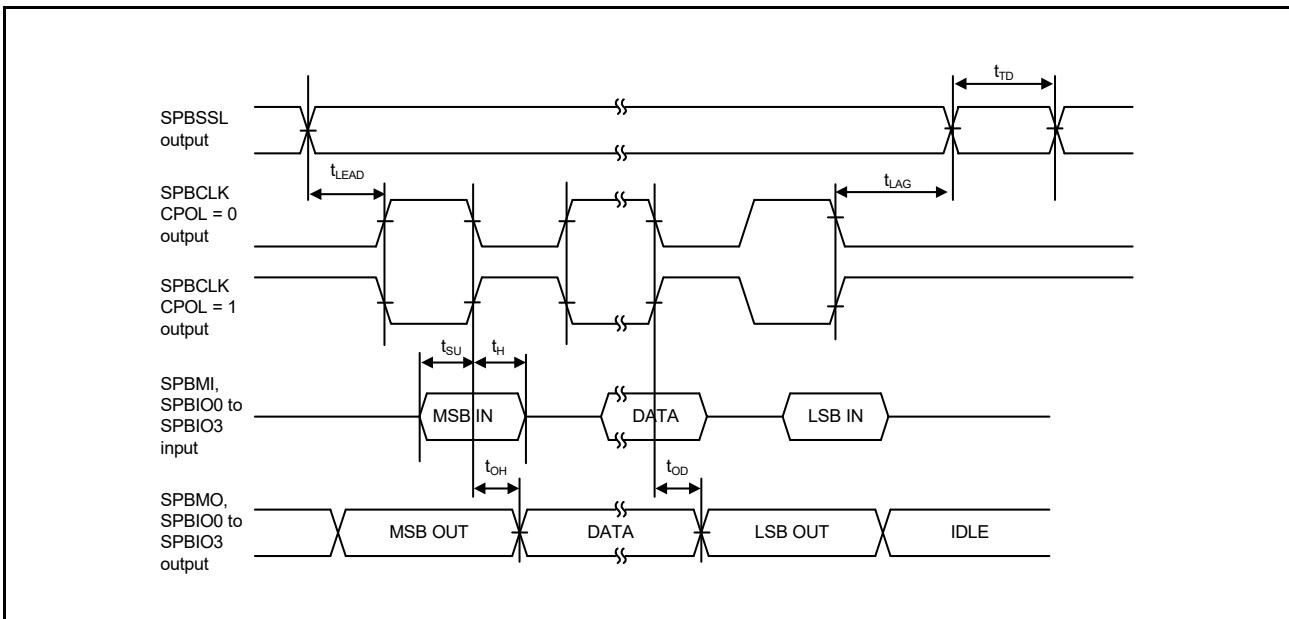 tTD
SPBSSL
output
tLEAD
tLAG
SPBCLK
CPOL = 0
output
SPBCLK
CPOL = 1
output
tSU
tH
SPBMI,
SPBIO0 to
SPBIO3
input
MSB IN
DATA
LSB IN
tOH
tOD
SPBMO,
SPBIO0 to
SPBIO3
output
MSB OUT
DATA
LSB OUT
IDLE